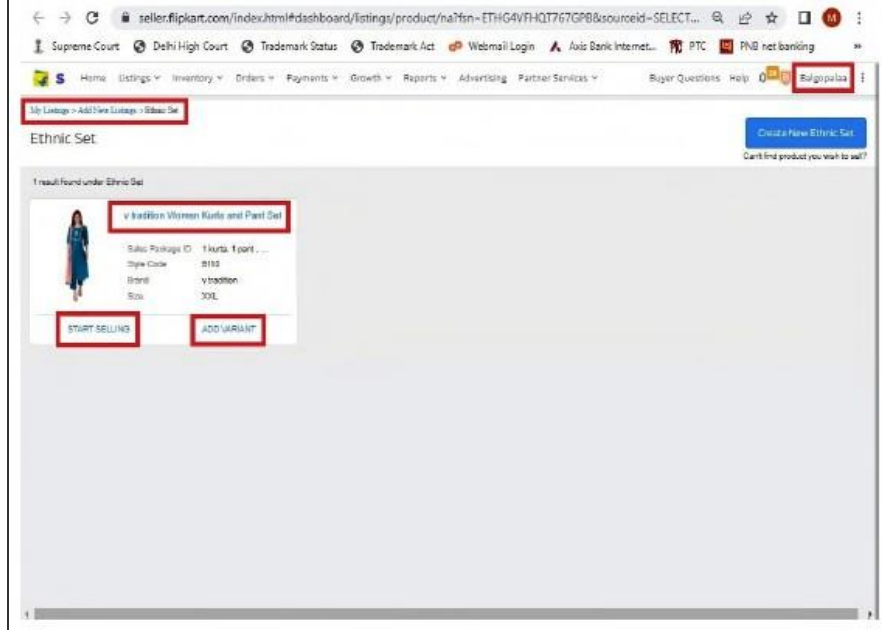 seller.flipkart.com/index.html#dashboard/listings/product/na?fsn=ETHG4VFHQT767GPB&sourceid=SELECT...
Supreme Court Delhi High Court Trademark Status Trademark Act Webmail Login Axis Bank Internet... PTC PNB net banking »
S Home Listings Inventory Orders Payments Growth Reports Advertising Partner Services Buyer Questions Help Balgopalaa
My Listings > Add New Listings > Ethnic Set
Ethnic Set
Create New Ethnic Set
Can't find product you wish to sell?
1 result found under Ethnic Set
v tradition Women Kurta and Pant Set
Sales Package ID 1 kurta, 1 pant, ...
Style Code
Brand v tradition
Size XXL
START SELLING ADD VARIANT